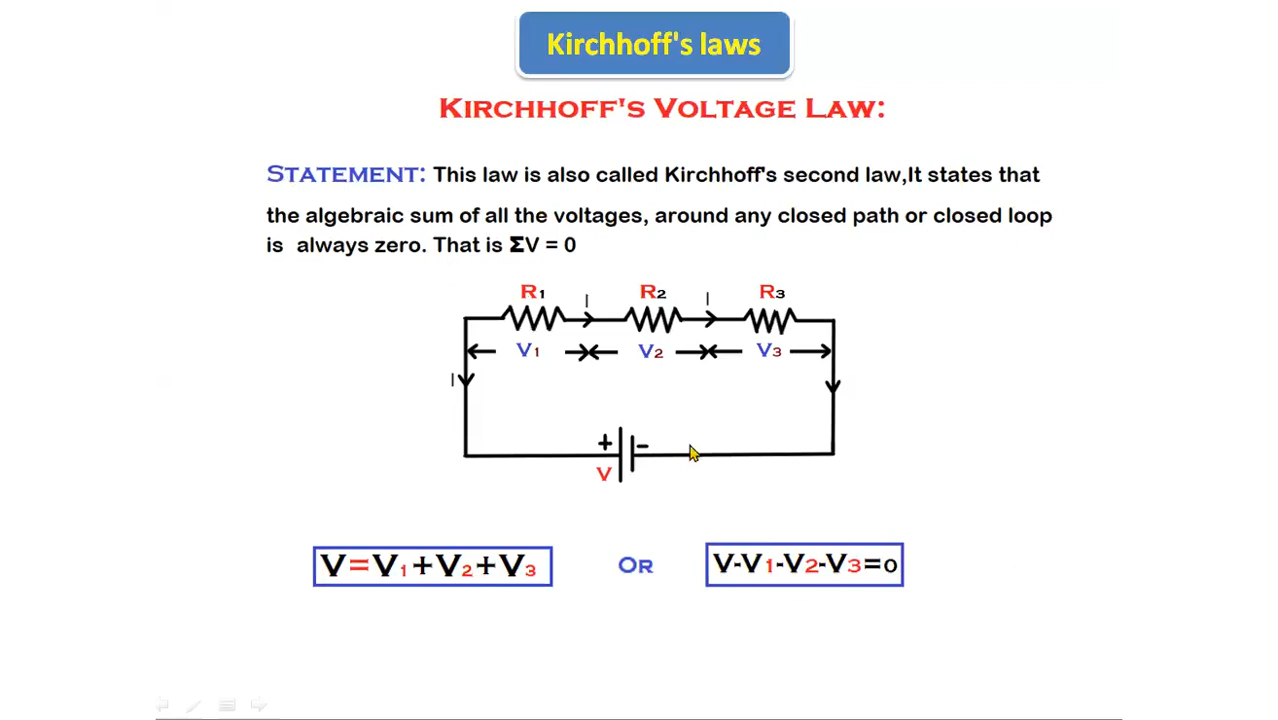 Kirchhoff's laws
KIRCHHOFF'S VOLTAGE LAW:
STATEMENT: This law is also called Kirchhoff's second law,It states that
the algebraic sum of all the voltages, around any closed path or closed loop
is always zero. That is ΣV = 0
R1 I R2 I R3
V1 V2 V3
I
+ -
V
V=V1+V2+V3 OR V-V1-V2-V3=0